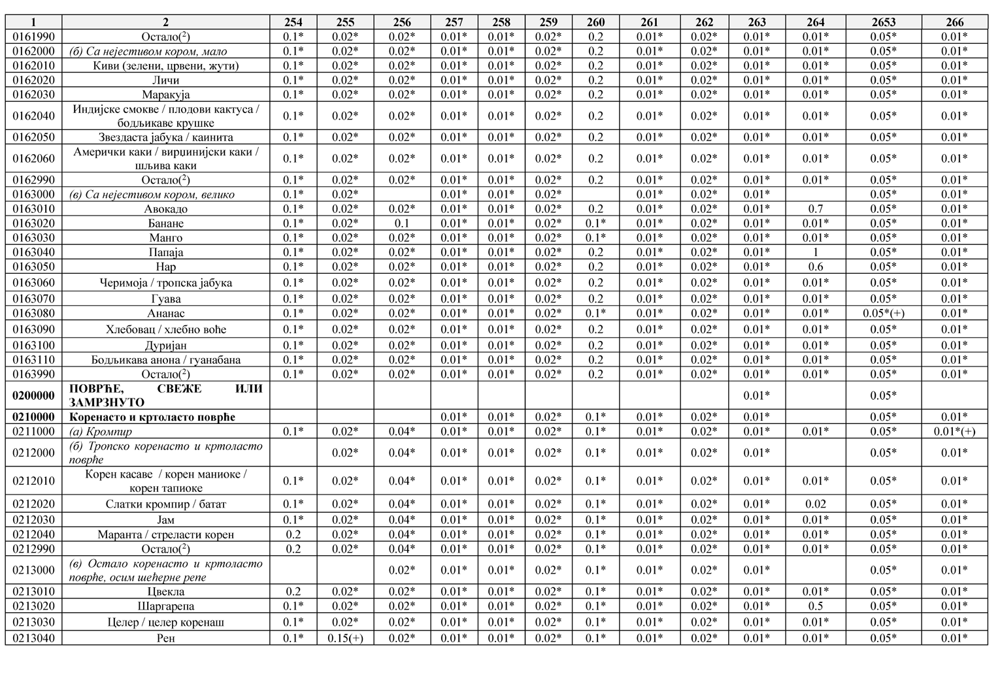 1 2 254 255 256 257 258 259 260 261 262 263 264 2653 266
0161990 Остало(2) 0.1* 0.02* 0.02* 0.01* 0.01* 0.02* 0.2 0.01* 0.02* 0.01* 0.01* 0.05* 0.01*
0162000 (б) Са нејестивом кором, мало 0.1* 0.02* 0.02* 0.01* 0.01* 0.02* 0.2 0.01* 0.02* 0.01* 0.01* 0.05* 0.01*
0162010 Киви (зелени, црвени, жути) 0.1* 0.02* 0.02* 0.01* 0.01* 0.02* 0.2 0.01* 0.02* 0.01* 0.01* 0.05* 0.01*
0162020 Личи 0.1* 0.02* 0.02* 0.01* 0.01* 0.02* 0.2 0.01* 0.02* 0.01* 0.01* 0.05* 0.01*
0162030 Маракуја 0.1* 0.02* 0.02* 0.01* 0.01* 0.02* 0.2 0.01* 0.02* 0.01* 0.01* 0.05* 0.01*
0162040 Индијске смокве / плодови кактуса /
бодљикаве крушке 0.1* 0.02* 0.02* 0.01* 0.01* 0.02* 0.2 0.01* 0.02* 0.01* 0.01* 0.05* 0.01*
0162050 Звездаста јабука / каинита 0.1* 0.02* 0.02* 0.01* 0.01* 0.02* 0.2 0.01* 0.02* 0.01* 0.01* 0.05* 0.01*
0162060 Амерички каки / вирџинијски каки /
шљива каки 0.1* 0.02* 0.02* 0.01* 0.01* 0.02* 0.2 0.01* 0.02* 0.01* 0.01* 0.05* 0.01*
0162990 Остало(2) 0.1* 0.02* 0.02* 0.01* 0.01* 0.02* 0.2 0.01* 0.02* 0.01* 0.01* 0.05* 0.01*
0163000 (в) Са нејестивом кором, велико 0.1* 0.02* 0.01* 0.01* 0.02* 0.01* 0.02* 0.01* 0.05* 0.01*
0163010 Авокадо 0.1* 0.02* 0.02* 0.01* 0.01* 0.02* 0.2 0.01* 0.02* 0.01* 0.7 0.05* 0.01*
0163020 Банане 0.1* 0.02* 0.1 0.01* 0.01* 0.02* 0.1* 0.01* 0.02* 0.01* 0.01* 0.05* 0.01*
0163030 Манго 0.1* 0.02* 0.02* 0.01* 0.01* 0.02* 0.1* 0.01* 0.02* 0.01* 0.01* 0.05* 0.01*
0163040 Папаја 0.1* 0.02* 0.02* 0.01* 0.01* 0.02* 0.2 0.01* 0.02* 0.01* 1 0.05* 0.01*
0163050 Нар 0.1* 0.02* 0.02* 0.01* 0.01* 0.02* 0.2 0.01* 0.02* 0.01* 0.6 0.05* 0.01*
0163060 Черимоја / тропска јабука 0.1* 0.02* 0.02* 0.01* 0.01* 0.02* 0.2 0.01* 0.02* 0.01* 0.01* 0.05* 0.01*
0163070 Гуава 0.1* 0.02* 0.02* 0.01* 0.01* 0.02* 0.2 0.01* 0.02* 0.01* 0.01* 0.05* 0.01*
0163080 Ананас 0.1* 0.02* 0.02* 0.01* 0.01* 0.02* 0.1* 0.01* 0.02* 0.01* 0.01* 0.05*(+) 0.01*
0163090 Хлебовац / хлебно воће 0.1* 0.02* 0.02* 0.01* 0.01* 0.02* 0.2 0.01* 0.02* 0.01* 0.01* 0.05* 0.01*
0163100 Дуријан 0.1* 0.02* 0.02* 0.01* 0.01* 0.02* 0.2 0.01* 0.02* 0.01* 0.01* 0.05* 0.01*
0163110 Бодљикава анона / гуанабана 0.1* 0.02* 0.02* 0.01* 0.01* 0.02* 0.2 0.01* 0.02* 0.01* 0.01* 0.05* 0.01*
0163990 Остало(2) 0.1* 0.02* 0.02* 0.01* 0.01* 0.02* 0.2 0.01* 0.02* 0.01* 0.01* 0.05* 0.01*
0200000 ПОВРЋЕ, СВЕЖЕ ИЛИ
ЗАМРЗНУТО 0.01* 0.05*
0210000 Коренасто и кртоласто поврће 0.01* 0.01* 0.02* 0.1* 0.01* 0.02* 0.01* 0.05* 0.01*
0211000 (а) Кромпир 0.1* 0.02* 0.04* 0.01* 0.01* 0.02* 0.1* 0.01* 0.02* 0.01* 0.01* 0.05* 0.01*(+)
0212000 (б) Тропско коренасто и кртоласто
поврће 0.02* 0.04* 0.01* 0.01* 0.02* 0.1* 0.01* 0.02* 0.01* 0.05* 0.01*
0212010 Корен касаве / корен маниоке /
корен тапиоке 0.1* 0.02* 0.04* 0.01* 0.01* 0.02* 0.1* 0.01* 0.02* 0.01* 0.01* 0.05* 0.01*
0212020 Слатки кромпир / батат 0.1* 0.02* 0.04* 0.01* 0.01* 0.02* 0.1* 0.01* 0.02* 0.01* 0.02 0.05* 0.01*
0212030 Јам 0.1* 0.02* 0.04* 0.01* 0.01* 0.02* 0.1* 0.01* 0.02* 0.01* 0.01* 0.05* 0.01*
0212040 Маранта / стреласти корен 0.2 0.02* 0.04* 0.01* 0.01* 0.02* 0.1* 0.01* 0.02* 0.01* 0.01* 0.05* 0.01*
0212990 Остало(2) 0.2 0.02* 0.04* 0.01* 0.01* 0.02* 0.1* 0.01* 0.02* 0.01* 0.01* 0.05* 0.01*
0213000 (в) Остало коренасто и кртоласто
поврће, осим шећерне репе 0.02* 0.01* 0.01* 0.02* 0.1* 0.01* 0.02* 0.01* 0.05* 0.01*
0213010 Цвекла 0.2 0.02* 0.02* 0.01* 0.01* 0.02* 0.1* 0.01* 0.02* 0.01* 0.01* 0.05* 0.01*
0213020 Шаргарепа 0.1* 0.02* 0.02* 0.01* 0.01* 0.02* 0.1* 0.01* 0.02* 0.01* 0.5 0.05* 0.01*
0213030 Целер / целер коренаш 0.1* 0.02* 0.02* 0.01* 0.01* 0.02* 0.1* 0.01* 0.02* 0.01* 0.01* 0.05* 0.01*
0213040 Рен 0.1* 0.15(+) 0.02* 0.01* 0.01* 0.02* 0.1* 0.01* 0.02* 0.01* 0.01* 0.05* 0.01*